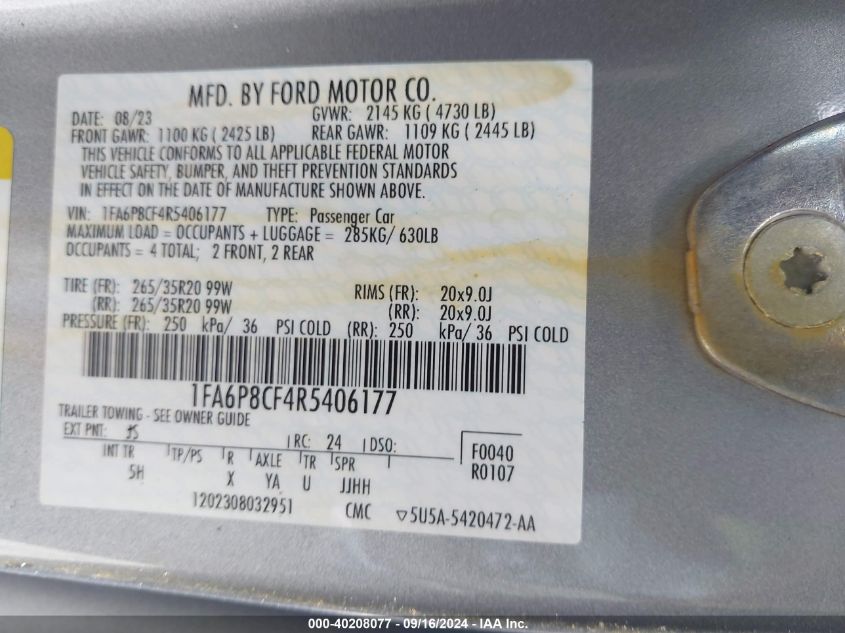 MFD. BY FORD MOTOR CO.
DATE: 08/23 GVWR: 2145 KG ( 4730 LB)
FRONT GAWR: 1100 KG ( 2425 LB) REAR GAWR: 1109 KG ( 2445 LB)
THIS VEHICLE CONFORMS TO ALL APPLICABLE FEDERAL MOTOR
VEHICLE SAFETY, BUMPER, AND THEFT PREVENTION STANDARDS
IN EFFECT ON THE DATE OF MANUFACTURE SHOWN ABOVE.
VIN: 1FA6P8CF4R5406177 TYPE: Passenger Car
MAXIMUM LOAD = OCCUPANTS + LUGGAGE = 285KG/ 630LB
OCCUPANTS = 4 TOTAL; 2 FRONT, 2 REAR
TIRE (FR): 265/35R20 99W RIMS (FR): 20x9.0J
(RR): 265/35R20 99W (RR): 20x9.0J
PRESSURE (FR): 250 kPa/ 36 PSI COLD (RR): 250 kPa/ 36 PSI COLD
1FA6P8CF4R5406177
TRAILER TOWING - SEE OWNER GUIDE
EXT PNT: RC: 24 DSO: F0040
INT TR TP/PS R AXLE TR SPR R0107
5H X YA U JJHH
1202308032951 CMC ▽5U5A-5420472-AA
000-40208077 - 09/16/2024 - IAA Inc.